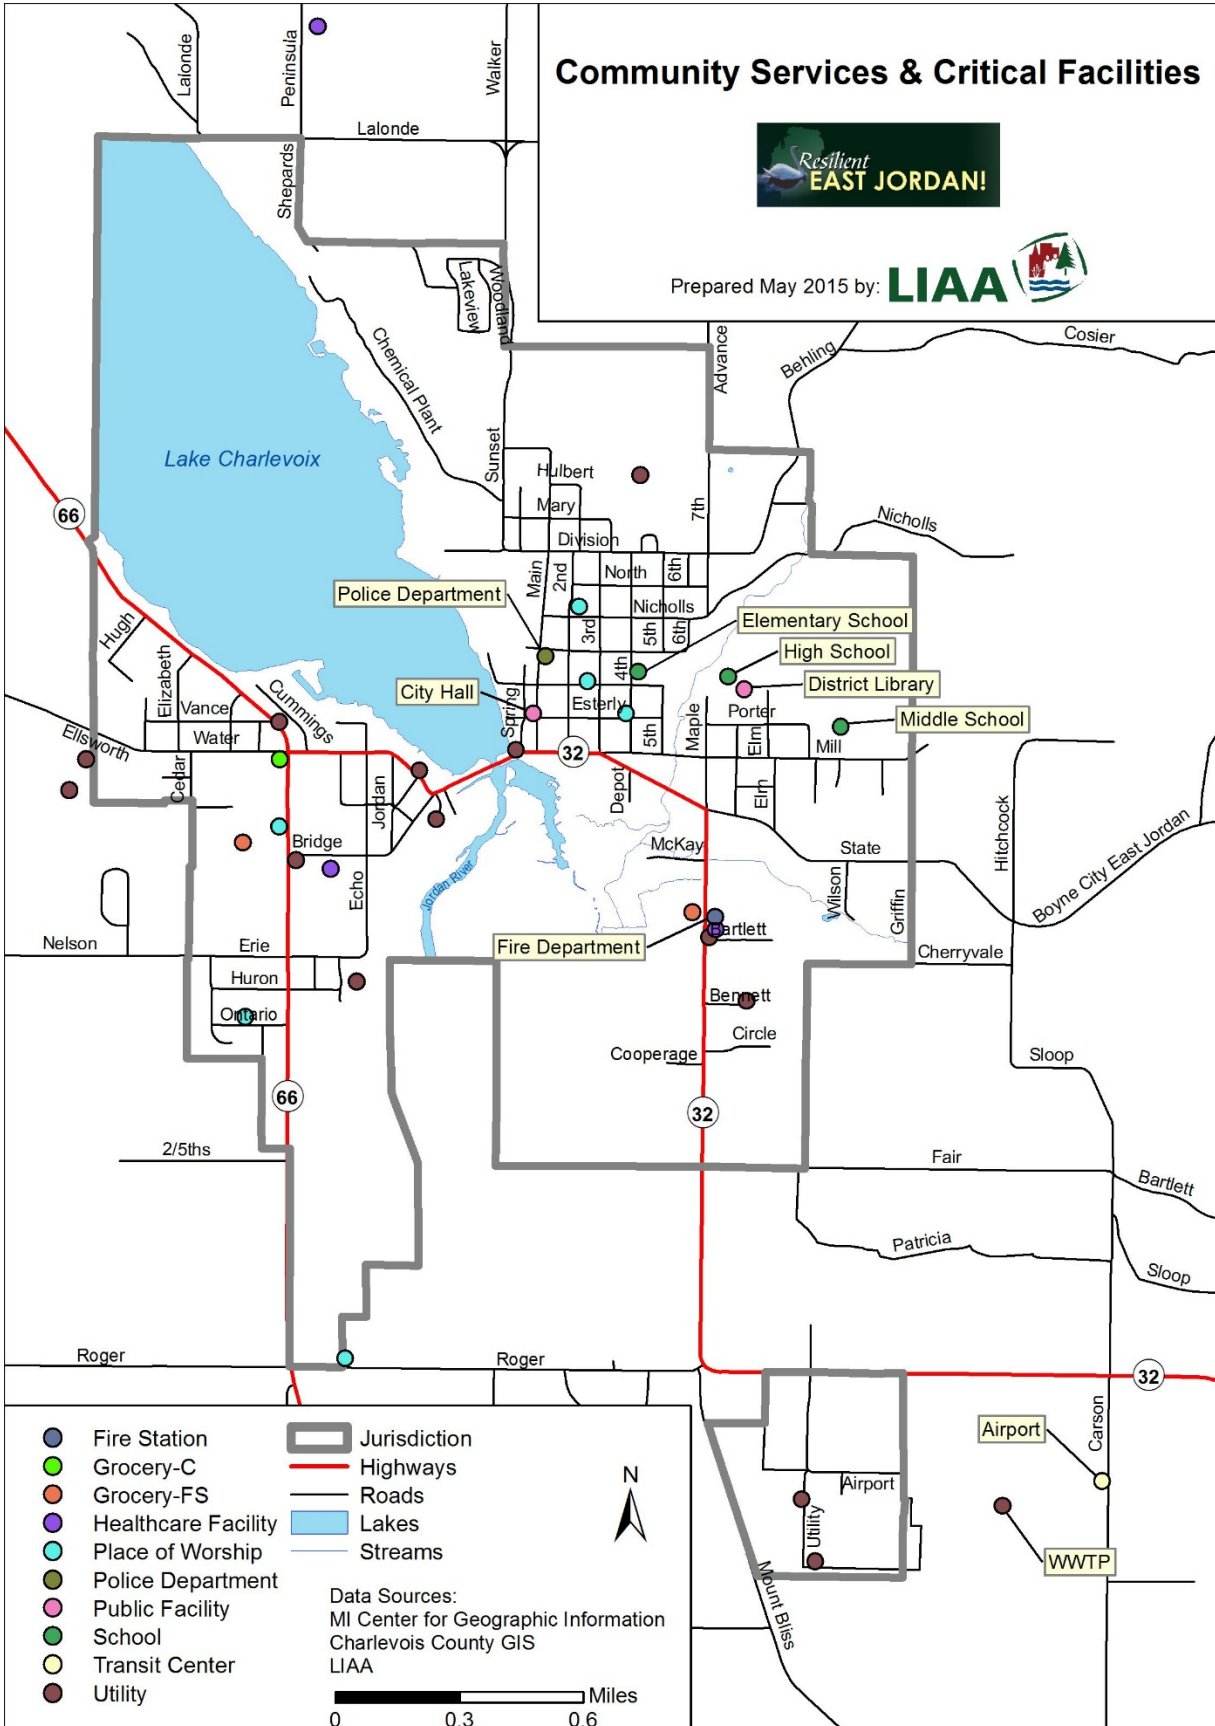 Community Services & Critical Facilities
Resilient
EAST JORDAN!
Prepared May 2015 by: LIAA
Lalonde
Peninsula
Walker
Lalonde
Shepards
Lakeview
Woodland
Chemical Plant
Advance
Behling
Cosier
Lake Charlevoix
Sunset
Hulbert
Mary
Division
7th
Nicholls
66
Main
2nd
North
6th
Police Department
Nicholls
3rd
5th
6th
4th
Elementary School
High School
District Library
Middle School
Hugh
Elizabeth
City Hall
Spring
Esterly
5th
Maple
Porter
Elm
Mill
Vance
Cummings
Water
Ellsworth
Cedar
32
Depot
Elm
Jordan
Hitchcock
Bridge
Echo
McKay
State
Wilson
Griffin
Boyne City East Jordan
Jordan River
Nelson
Erie
Fire Department
Bartlett
Cherryvale
Huron
Ontario
Bennett
Circle
Cooperage
Sloop
66
32
2/5ths
Fair
Bartlett
Patricia
Sloop
Roger
Roger
32
Airport
Carson
Airport
Utility
WWTP
Mount Bliss
Fire Station
Grocery-C
Grocery-FS
Healthcare Facility
Place of Worship
Police Department
Public Facility
School
Transit Center
Utility
Jurisdiction
Highways
Roads
Lakes
Streams
N
Data Sources:
MI Center for Geographic Information
Charlevois County GIS
LIAA
Miles
0 0.3 0.6